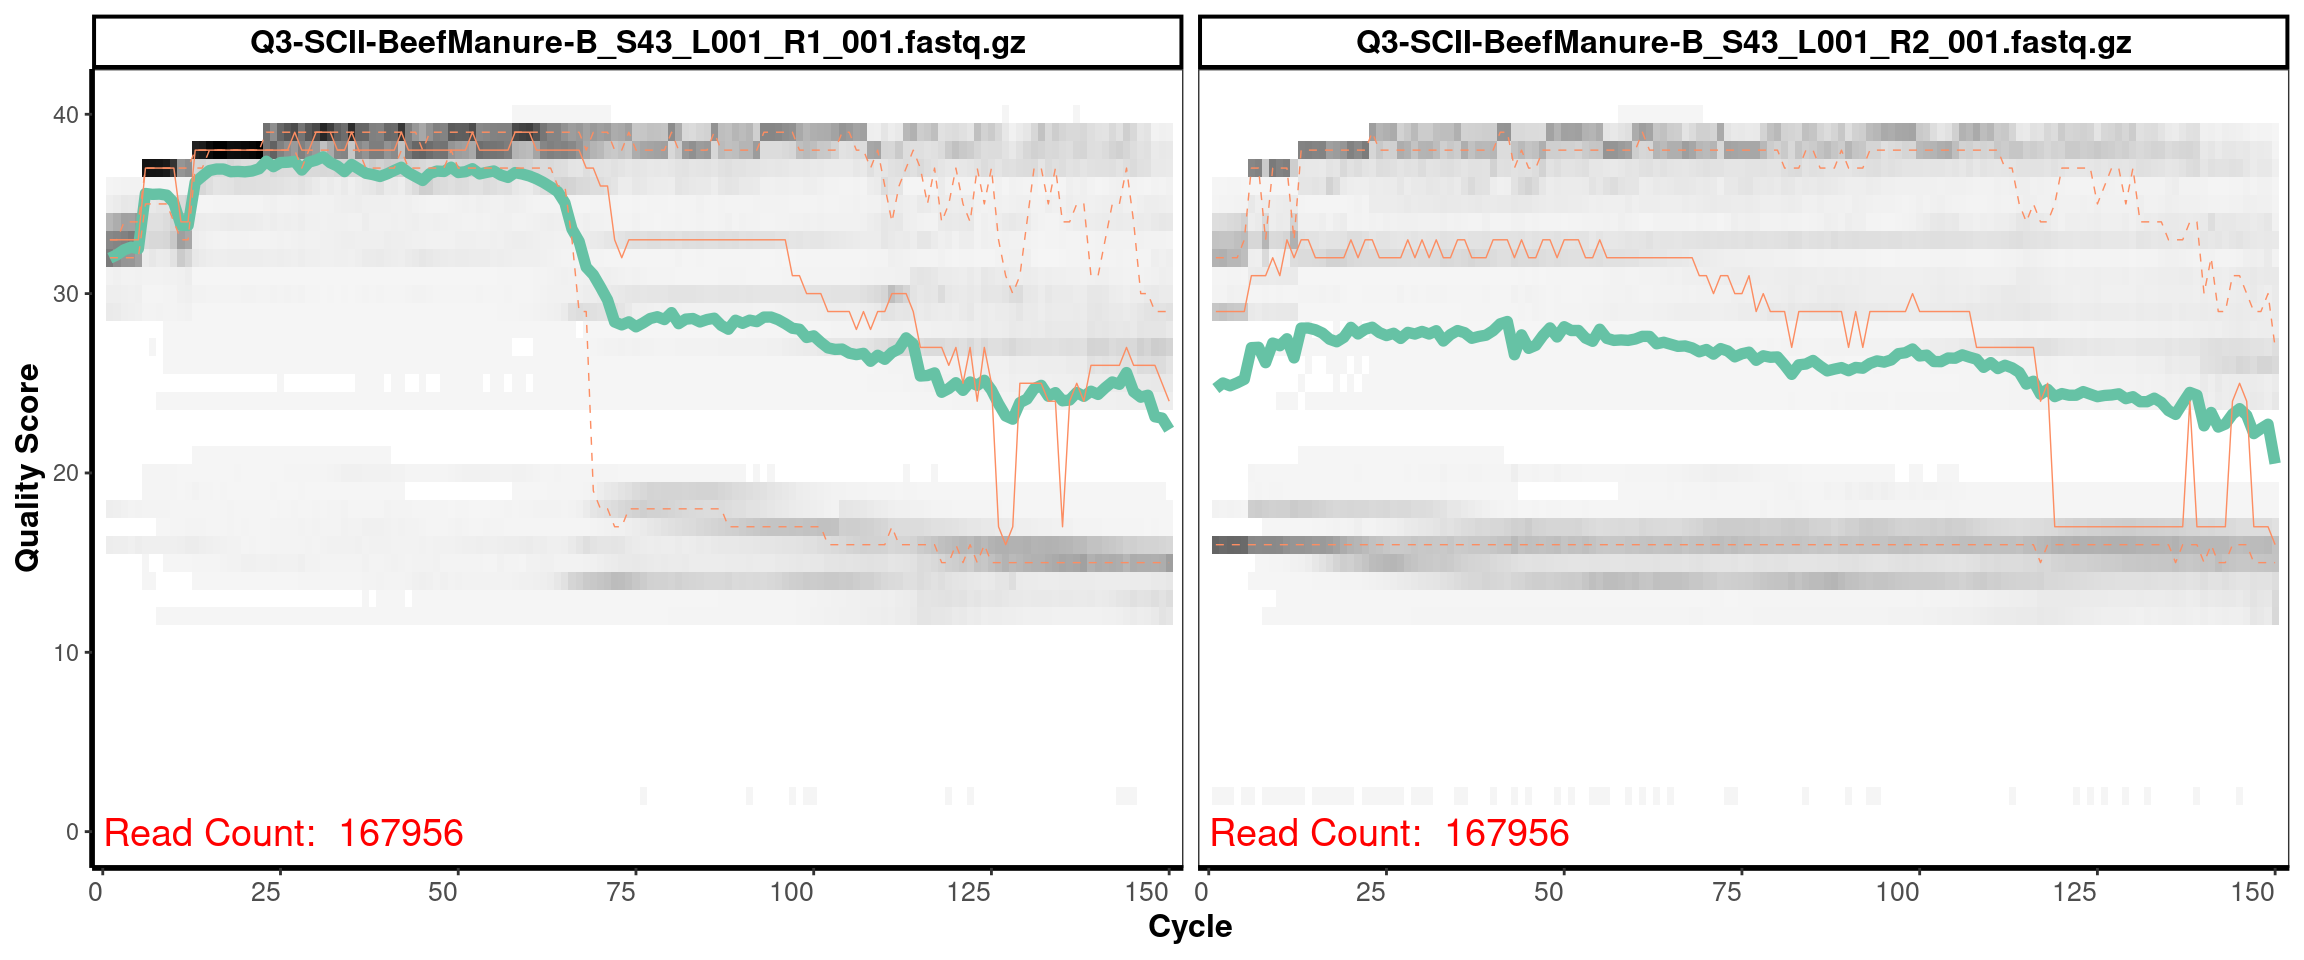 Q3-SCII-BeefManure-B_S43_L001_R1_001.fastq.gz
Q3-SCII-BeefManure-B_S43_L001_R2_001.fastq.gz
Quality Score
40
30
20
10
0
Read Count:  167956
Read Count:  167956
0 25 50 75 100 125 150
0 25 50 75 100 125 150
Cycle